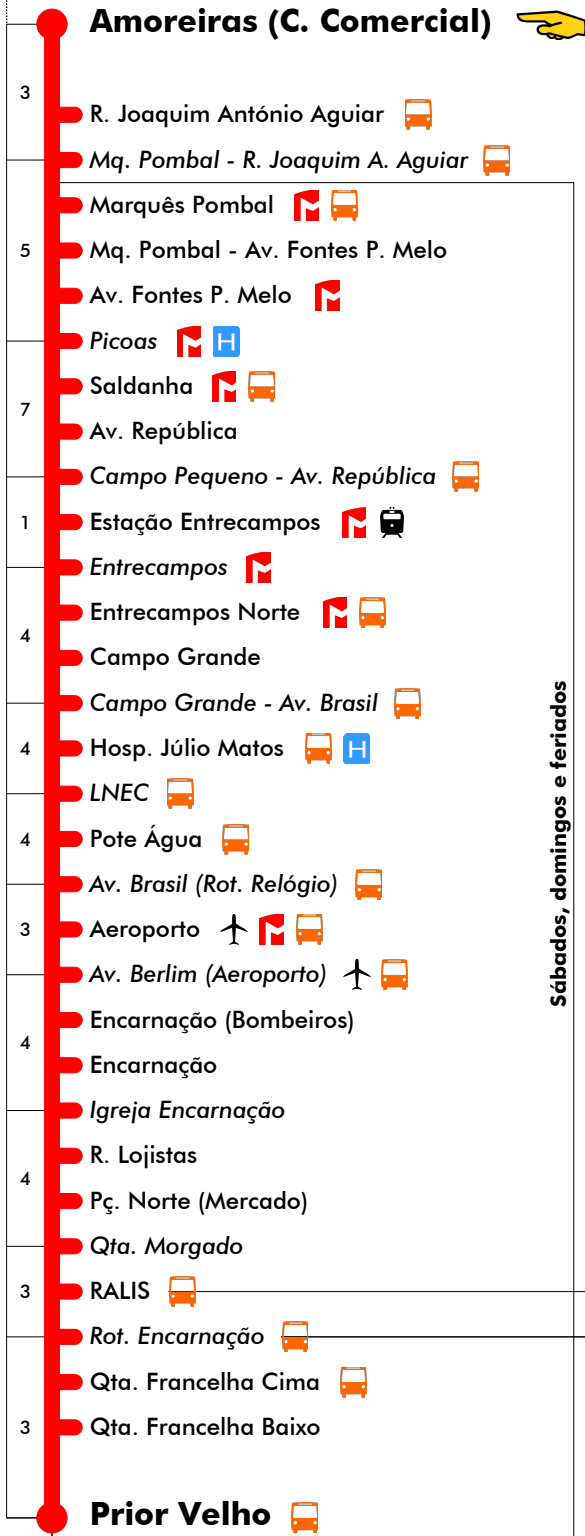 Amoreiras (C. Comercial)
3
R. Joaquim António Aguiar
Mq. Pombal - R. Joaquim A. Aguiar
Marquês Pombal
5
Mq. Pombal - Av. Fontes P. Melo
Av. Fontes P. Melo
Picoas
H
Saldanha
7
Av. República
Campo Pequeno - Av. República
1
Estação Entrecampos
Entrecampos
Entrecampos Norte
4
Campo Grande
Campo Grande - Av. Brasil
4
Hosp. Júlio Matos
H
LNEC
4
Pote Água
Av. Brasil (Rot. Relógio)
3
Aeroporto
Av. Berlim (Aeroporto)
Encarnação (Bombeiros)
4
Encarnação
Igreja Encarnação
R. Lojistas
4
Pç. Norte (Mercado)
Qta. Morgado
3
RALIS
Rot. Encarnação
Qta. Francelha Cima
3
Qta. Francelha Baixo
Prior Velho
Sábados, domingos e feriados